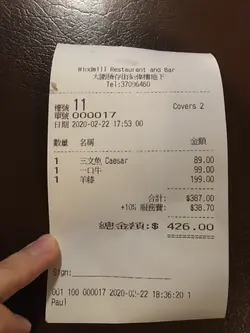 Windmill Restaurant and Bar
Tel:37096460
檯號 11 Covers 2
單號 000017
日期 2020-02-22 17:53:00
數量 名稱 金額
1 三文魚 Caesar 89.00
1 一口牛 99.00
1 羊膝 199.00
合計: $387.00
+10% 服務費: $38.70
總金額:$ 426.00
Sign:
001 100 000017 2020-02-22 18:36:20 1
Paul